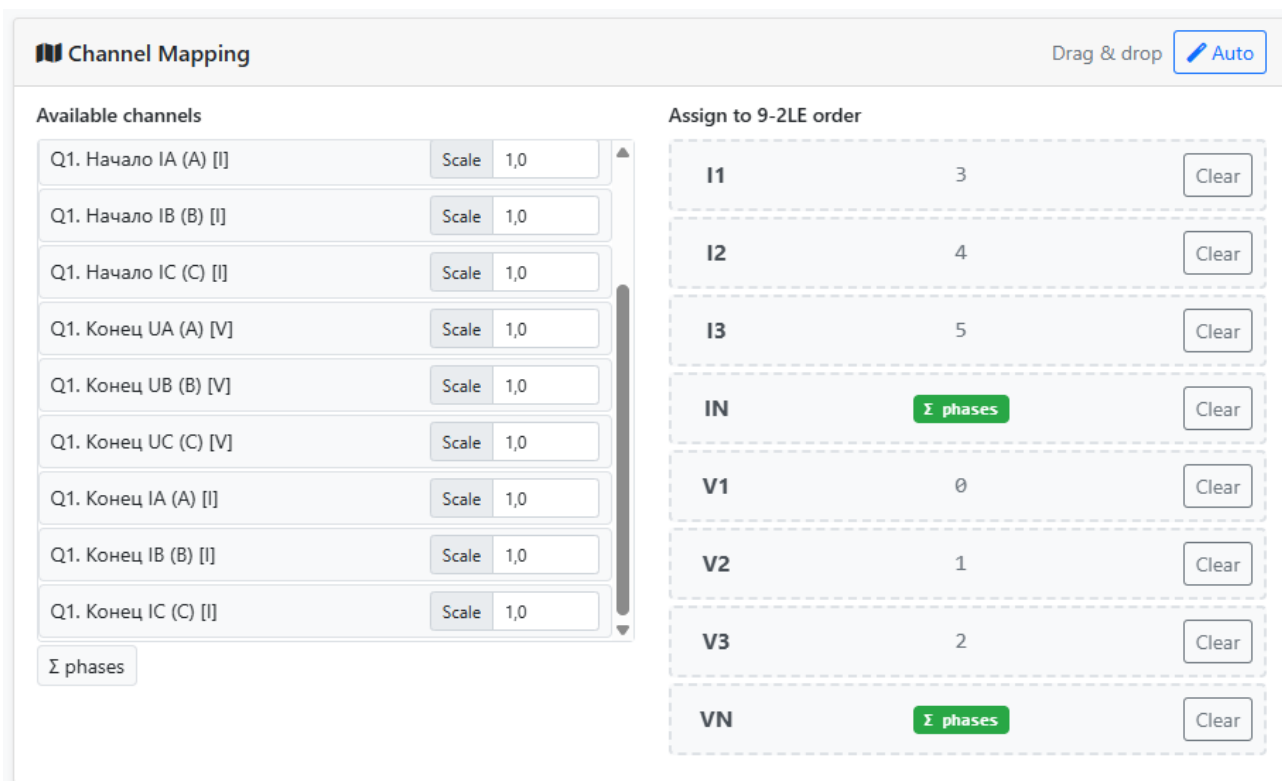 Channel Mapping
Drag & drop Auto
Available channels
Q1. Начало IA (A) [I] Scale 1,0
Q1. Начало IB (B) [I] Scale 1,0
Q1. Начало IC (C) [I] Scale 1,0
Q1. Конец UA (A) [V] Scale 1,0
Q1. Конец UB (B) [V] Scale 1,0
Q1. Конец UC (C) [V] Scale 1,0
Q1. Конец IA (A) [I] Scale 1,0
Q1. Конец IB (B) [I] Scale 1,0
Q1. Конец IC (C) [I] Scale 1,0
Σ phases
Assign to 9-2LE order
I1 3 Clear
I2 4 Clear
I3 5 Clear
IN Σ phases Clear
V1 0 Clear
V2 1 Clear
V3 2 Clear
VN Σ phases Clear